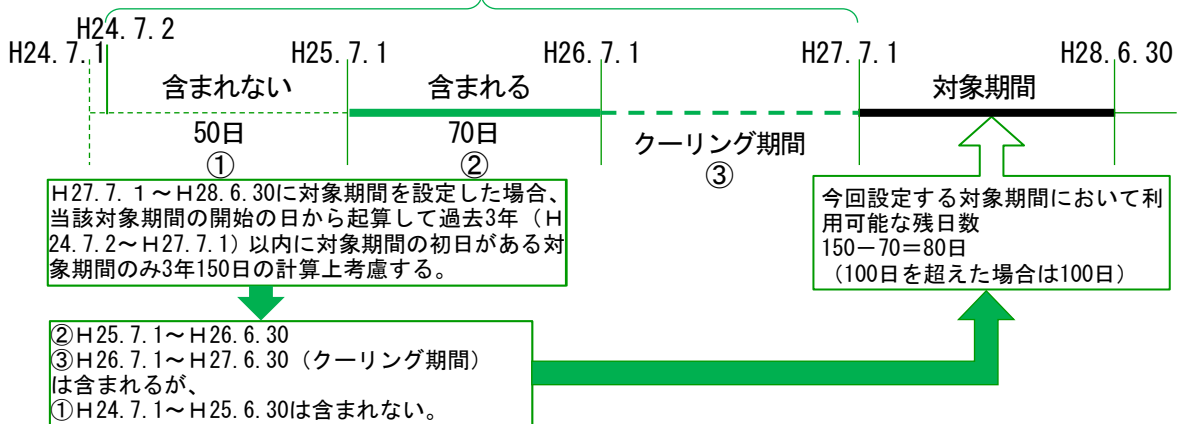 H24.7.2
H24.7.1
H25.7.1
H26.7.1
H27.7.1
H28.6.30
含まれない
含まれる
対象期間
50日
70日
クーリング期間
①
②
③
H27.7.1～H28.6.30に対象期間を設定した場合、
当該対象期間の開始の日から起算して過去3年（H
24.7.2～H27.7.1）以内に対象期間の初日がある対
象期間のみ3年150日の計算上考慮する。
今回設定する対象期間において利
用可能な残日数
150－70＝80日
（100日を超えた場合は100日）
②H25.7.1～H26.6.30
③H26.7.1～H27.6.30（クーリング期間）
は含まれるが、
①H24.7.1～H25.6.30は含まれない。